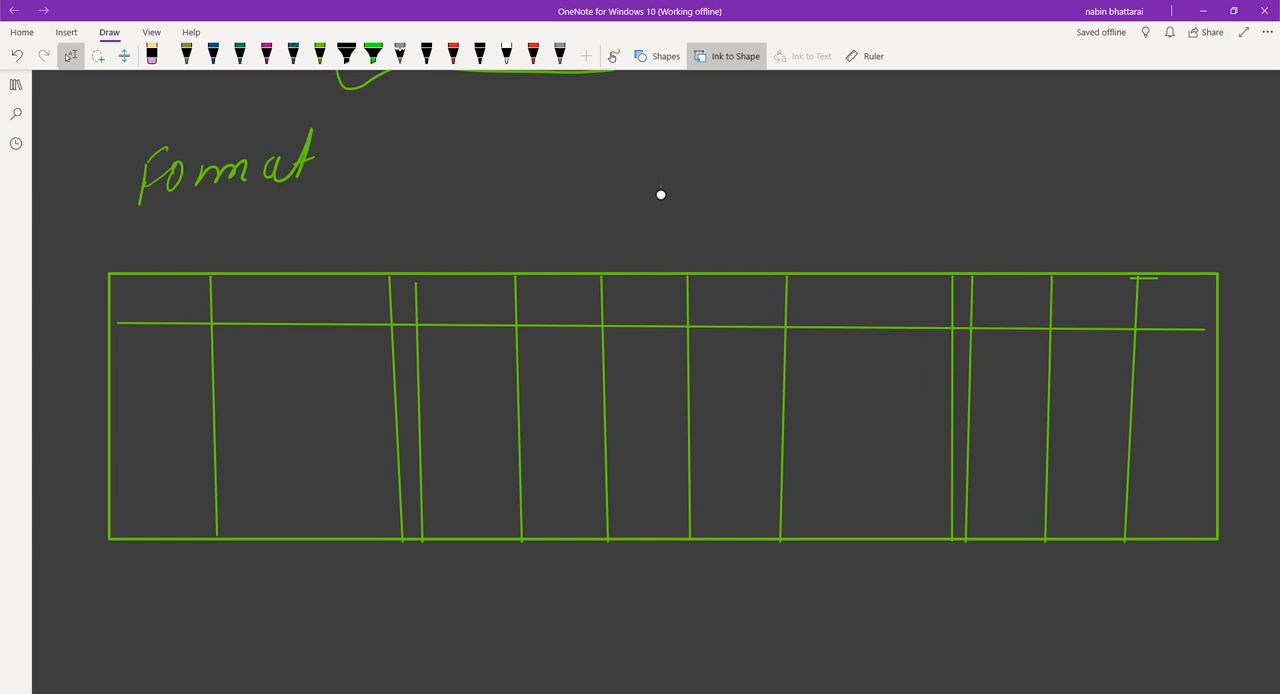 OneNote for Windows 10 (Working offline)
nabin bhattarai
Home Insert Draw View Help
Saved offline
Share
Shapes
Ink to Shape
Ink to Text
Ruler
Format